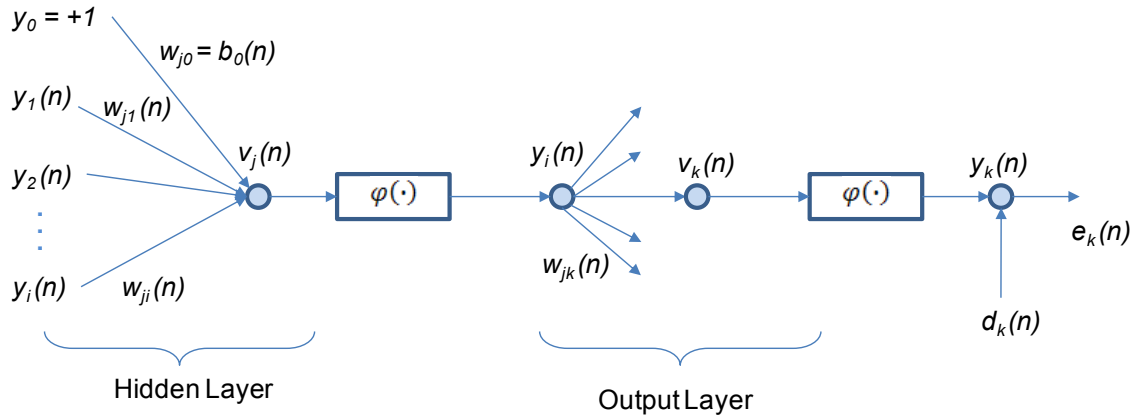 y0 = +1
wj0 = b0(n)
y1(n)
wj1(n)
y2(n)
vj(n)
φ(·)
yi(n)
vk(n)
φ(·)
yk(n)
ek(n)
yi(n)
wji(n)
wjk(n)
dk(n)
Hidden Layer
Output Layer